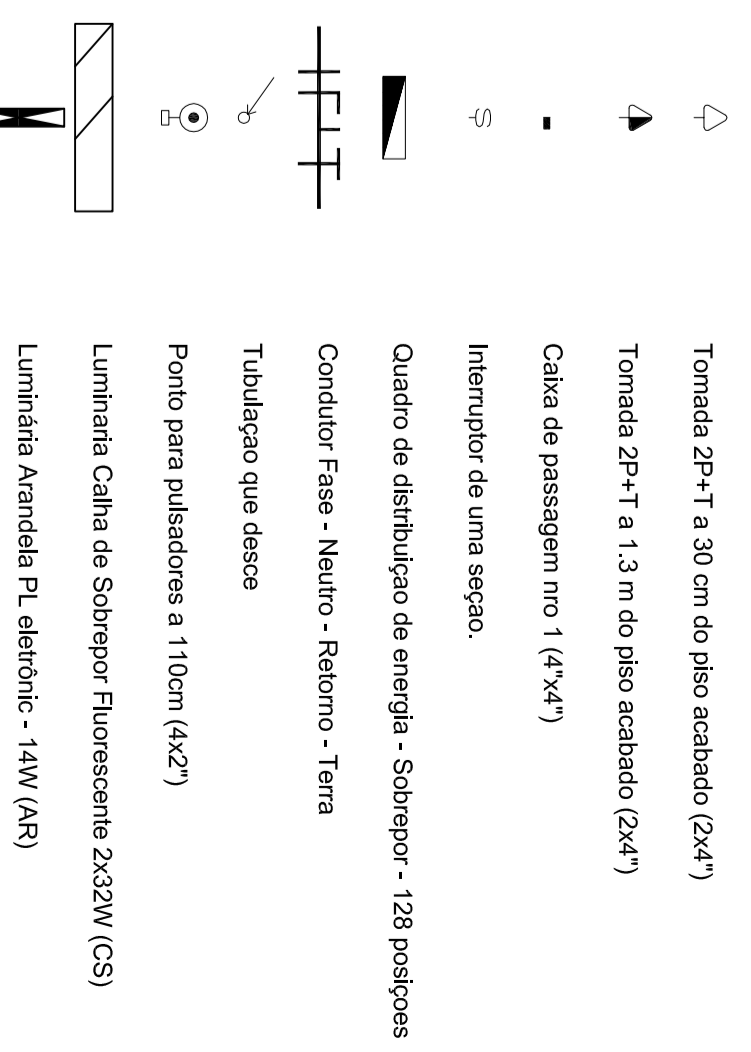 Tomada 2P+T a 30 cm do piso acabado (2x4")
Tomada 2P+T a 1.3 m do piso acabado (2x4")
Caixa de passagem nro 1 (4"x4")
S Interruptor de uma seçao.
Quadro de distribuiçao de energia - Sobrepor - 128 posiçoes
Condutor Fase - Neutro - Retorno - Terra
Tubulaçao que desce
Ponto para pulsadores a 110cm (4x2")
Luminaria Calha de Sobrepor Fluorescente 2x32W (CS)
Luminária Arandela PL eletrônic - 14W (AR)